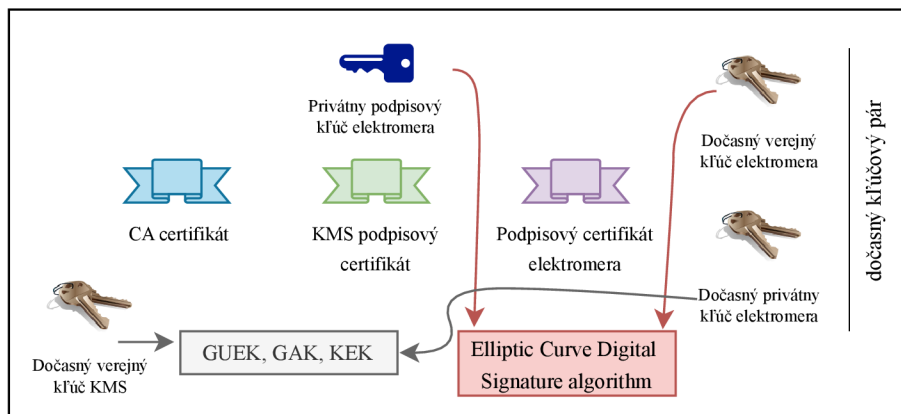 Privátny podpisový
kľúč elektromera
Dočasný verejný
kľúč elektromera
CA certifikát
KMS podpisový
certifikát
Podpisový certifikát
elektromera
Dočasný privátny
kľúč elektromera
dočasný kľúčový pár
Dočasný verejný
kľúč KMS
GUEK, GAK, KEK
Elliptic Curve Digital
Signature algorithm